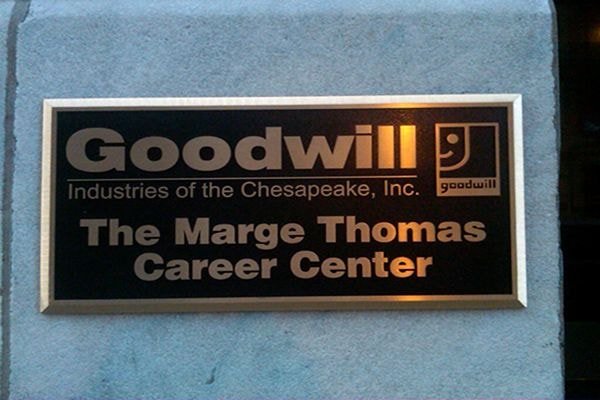 Goodwill
Industries of the Chesapeake, Inc.
goodwill
The Marge Thomas
Career Center